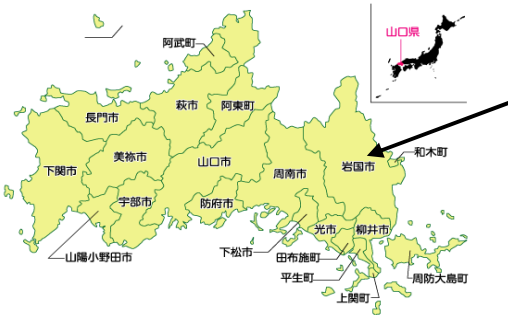 山口県
阿武町
萩市
阿東町
長門市
和木町
美祢市
山口市
岩国市
下関市
周南市
宇部市
防府市
光市
柳井市
下松市
山陽小野田市
田布施町
平生町
周防大島町
上関町